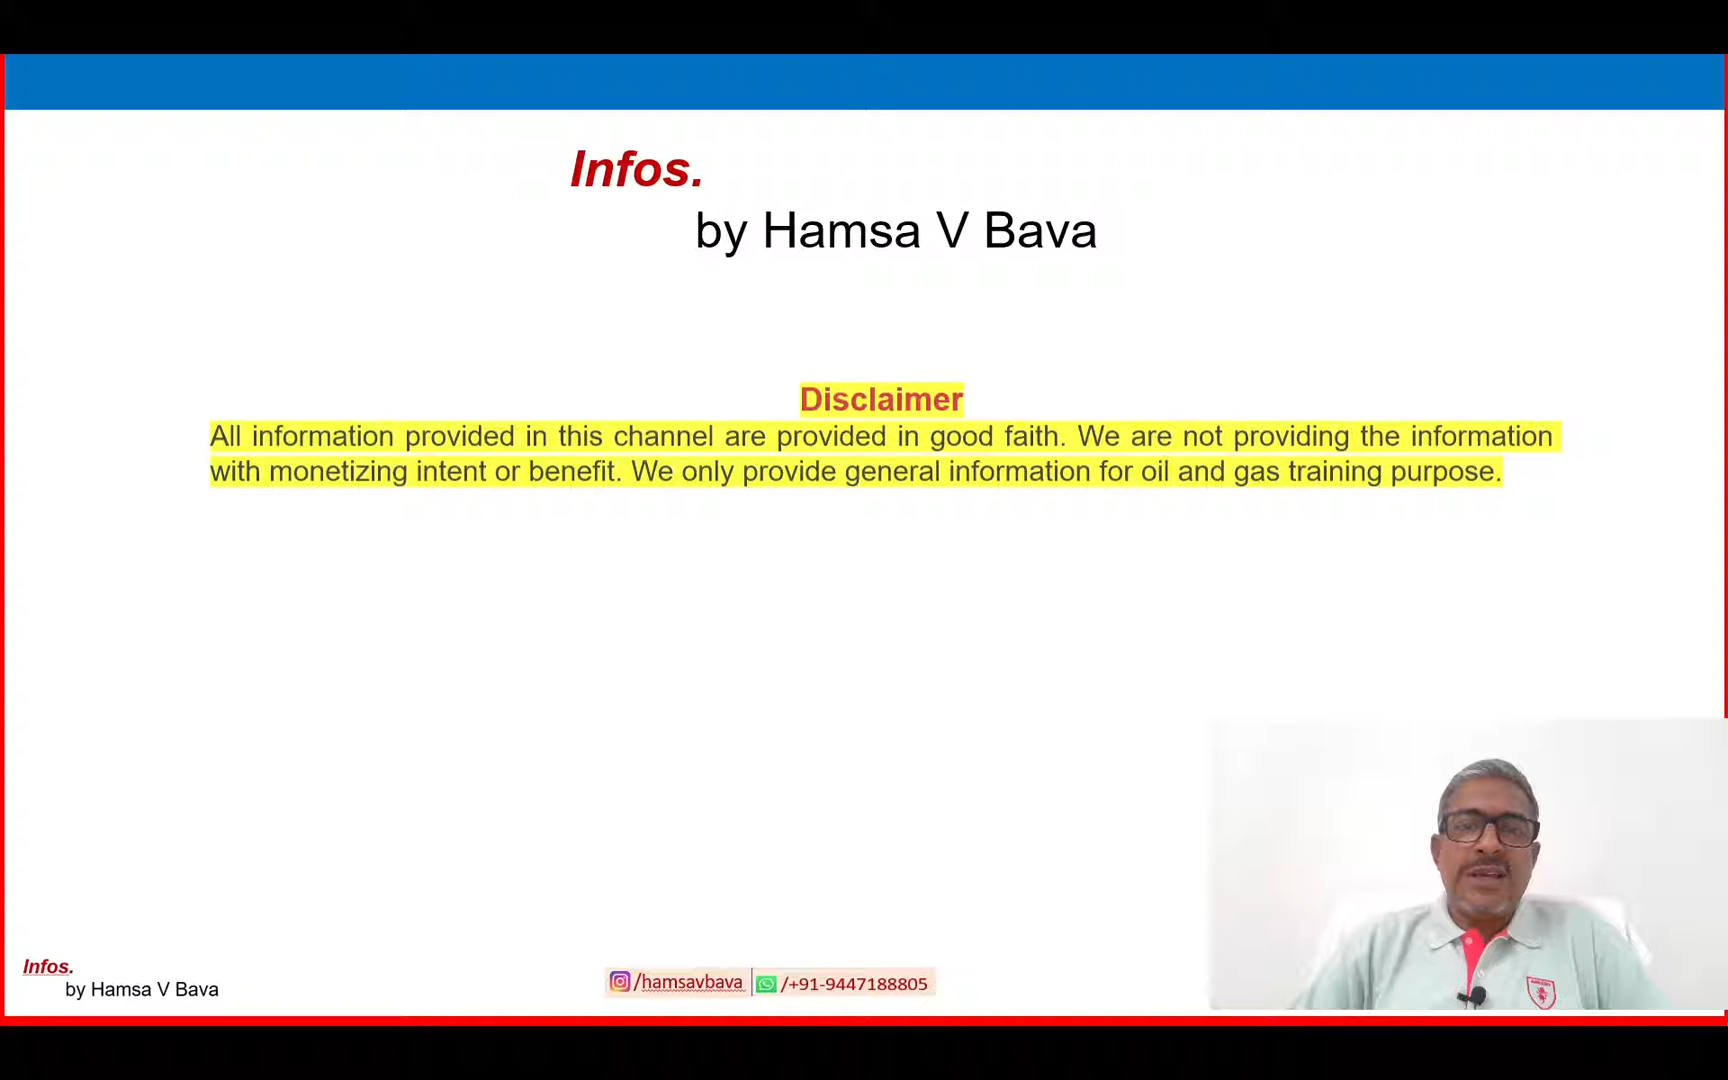 Infos.
by Hamsa V Bava
Disclaimer
All information provided in this channel are provided in good faith. We are not providing the information
with monetizing intent or benefit. We only provide general information for oil and gas training purpose.
Infos.
by Hamsa V Bava
/hamsavbava /+91-9447188805